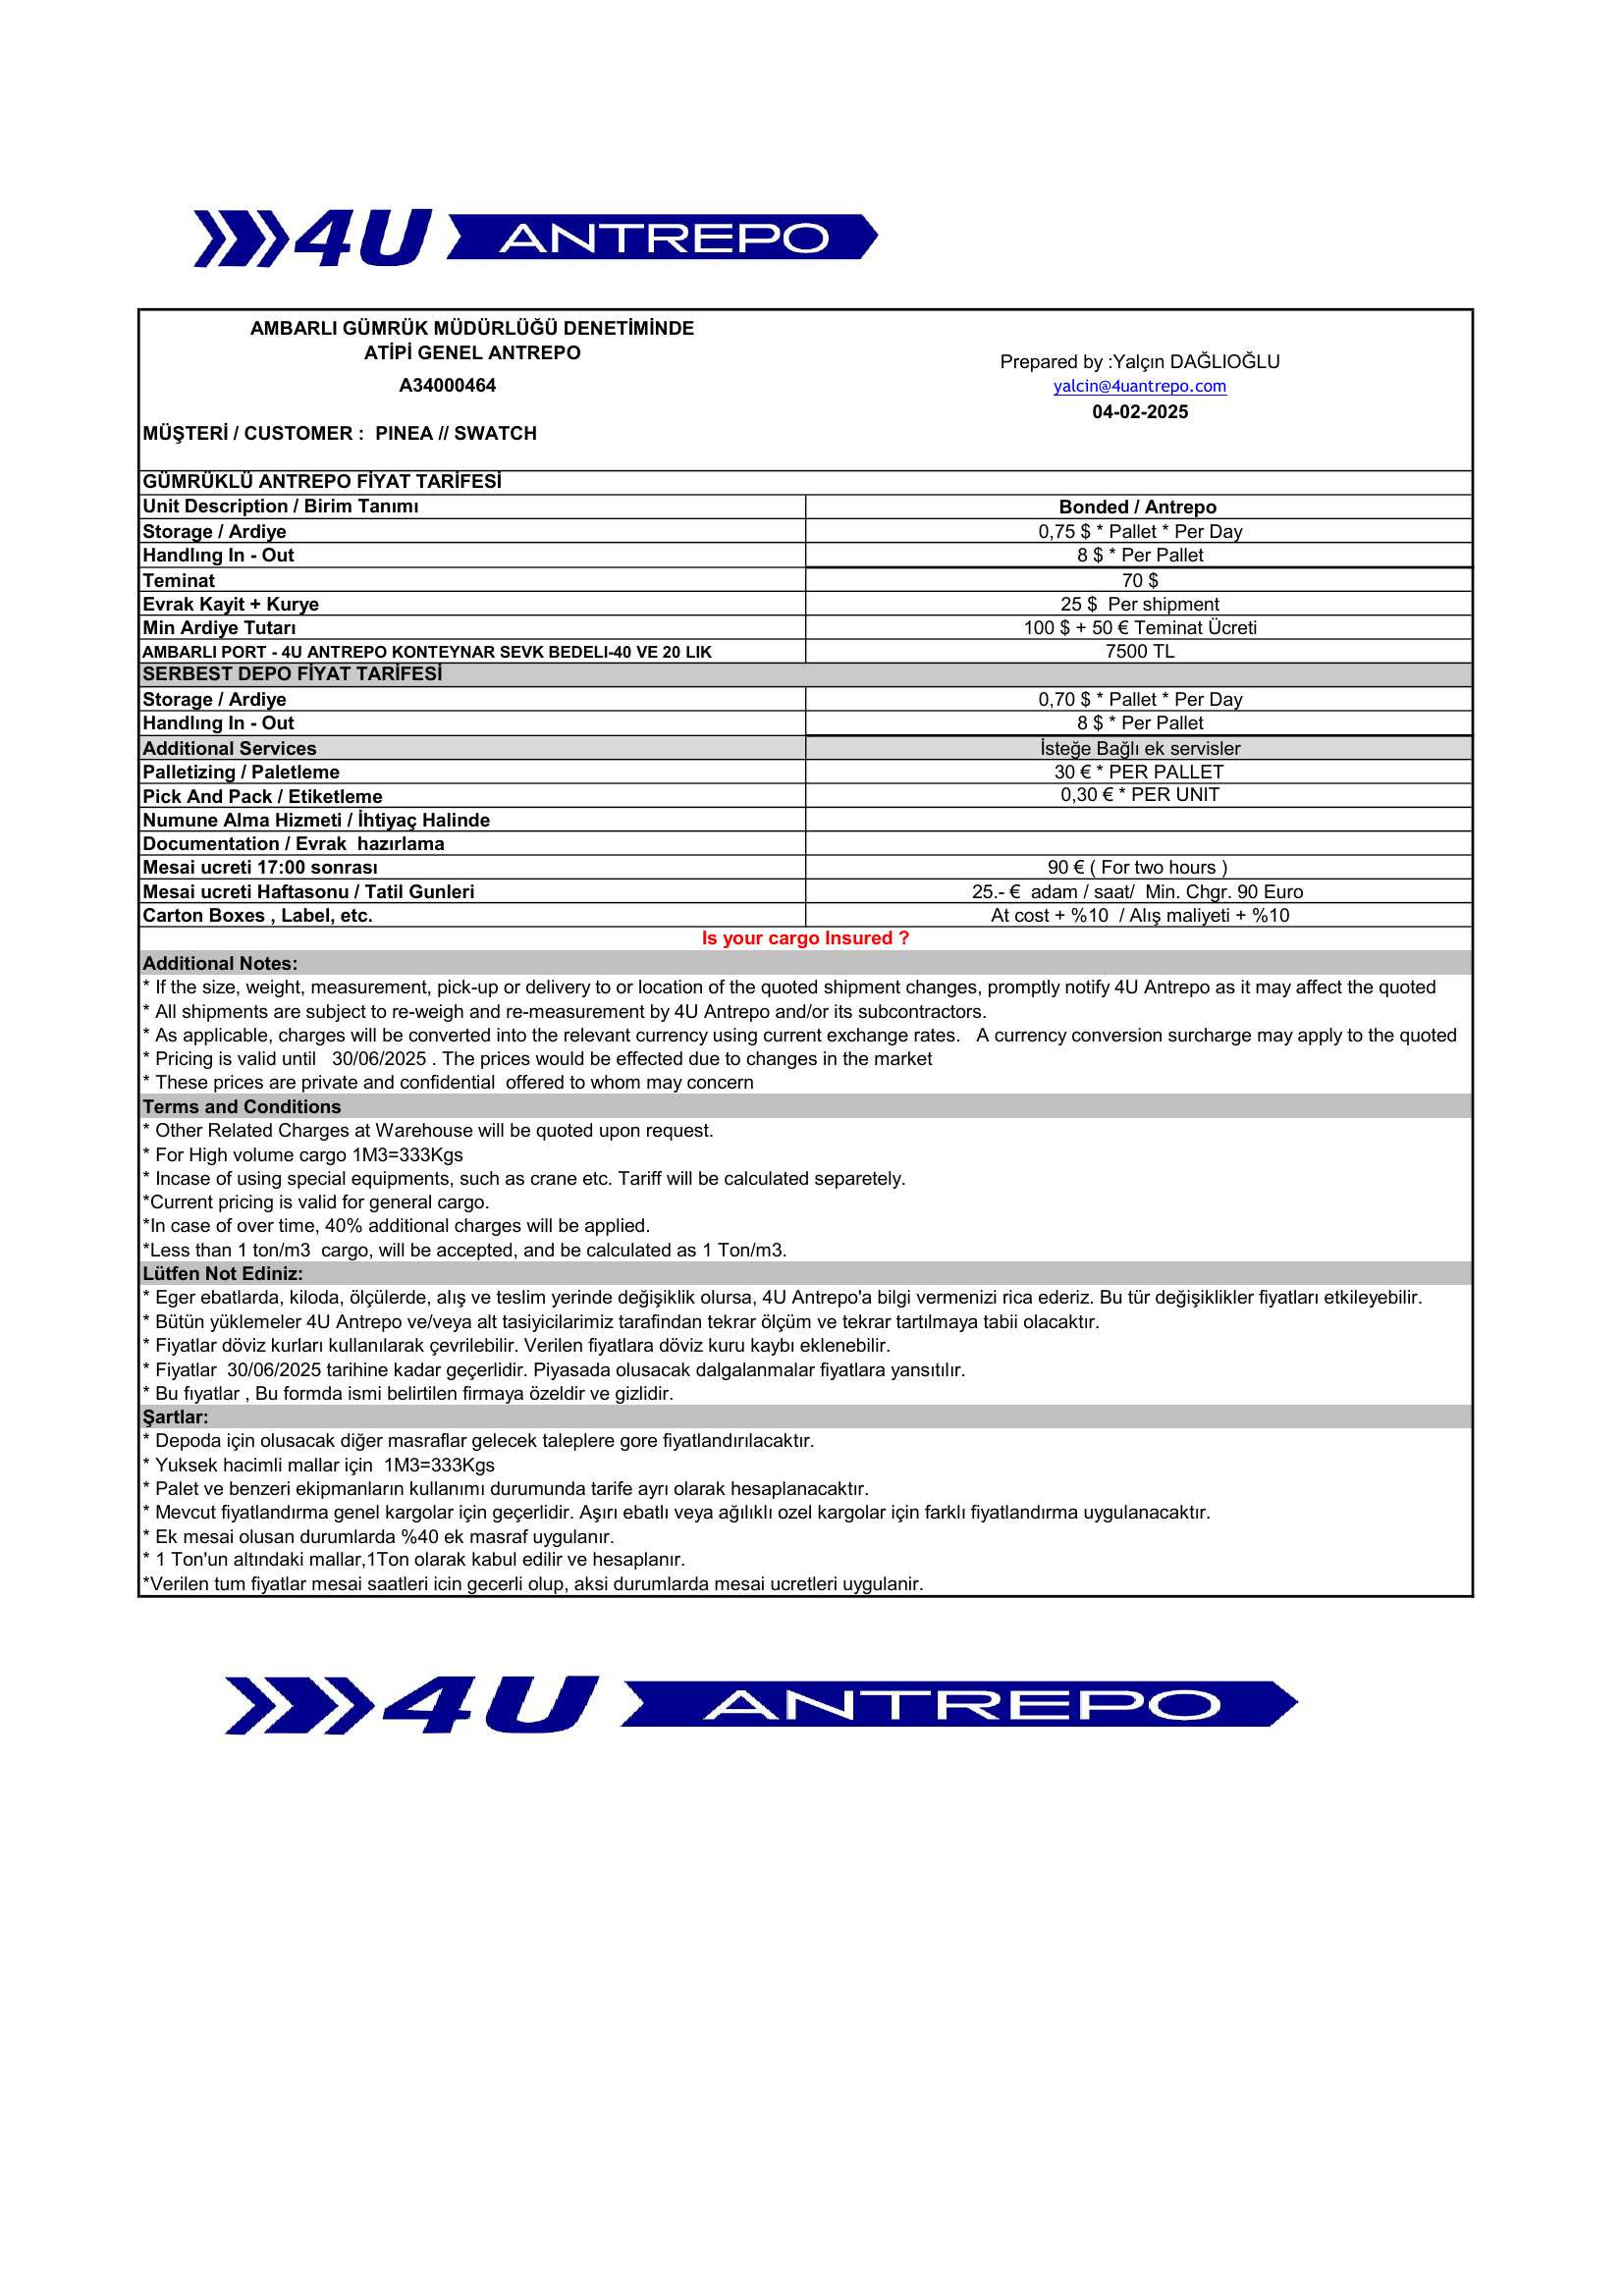 4U ANTREPO
AMBARLI GÜMRÜK MÜDÜRLÜĞÜ DENETİMİNDE
ATİPİ GENEL ANTREPO
A34000464
Prepared by :Yalçın DAĞLIOĞLU
yalcin@4uantrepo.com
04-02-2025
MÜŞTERİ / CUSTOMER : PINEA // SWATCH
GÜMRÜKLÜ ANTREPO FİYAT TARİFESİ
Unit Description / Birim Tanımı Bonded / Antrepo
Storage / Ardiye 0,75 $ * Pallet * Per Day
Handlıng In - Out 8 $ * Per Pallet
Teminat 70 $
Evrak Kayit + Kurye 25 $ Per shipment
Min Ardiye Tutarı 100 $ + 50 € Teminat Ücreti
AMBARLI PORT - 4U ANTREPO KONTEYNAR SEVK BEDELI-40 VE 20 LIK 7500 TL
SERBEST DEPO FİYAT TARİFESİ
Storage / Ardiye 0,70 $ * Pallet * Per Day
Handlıng In - Out 8 $ * Per Pallet
Additional Services İsteğe Bağlı ek servisler
Palletizing / Paletleme 30 € * PER PALLET
Pick And Pack / Etiketleme 0,30 € * PER UNIT
Numune Alma Hizmeti / İhtiyaç Halinde
Documentation / Evrak hazırlama
Mesai ucreti 17:00 sonrası 90 € ( For two hours )
Mesai ucreti Haftasonu / Tatil Gunleri 25.- € adam / saat/ Min. Chgr. 90 Euro
Carton Boxes , Label, etc. At cost + %10 / Alış maliyeti + %10
Is your cargo Insured ?
Additional Notes:
* If the size, weight, measurement, pick-up or delivery to or location of the quoted shipment changes, promptly notify 4U Antrepo as it may affect the quoted
* All shipments are subject to re-weigh and re-measurement by 4U Antrepo and/or its subcontractors.
* As applicable, charges will be converted into the relevant currency using current exchange rates. A currency conversion surcharge may apply to the quoted
* Pricing is valid until 30/06/2025 . The prices would be effected due to changes in the market
* These prices are private and confidential offered to whom may concern
Terms and Conditions
* Other Related Charges at Warehouse will be quoted upon request.
* For High volume cargo 1M3=333Kgs
* Incase of using special equipments, such as crane etc. Tariff will be calculated separetely.
*Current pricing is valid for general cargo.
*In case of over time, 40% additional charges will be applied.
*Less than 1 ton/m3 cargo, will be accepted, and be calculated as 1 Ton/m3.
Lütfen Not Ediniz:
* Eger ebatlarda, kiloda, ölçülerde, alış ve teslim yerinde değişiklik olursa, 4U Antrepo'a bilgi vermenizi rica ederiz. Bu tür değişiklikler fiyatları etkileyebilir.
* Bütün yüklemeler 4U Antrepo ve/veya alt tasiyicilarimiz tarafından tekrar ölçüm ve tekrar tartılmaya tabii olacaktır.
* Fiyatlar döviz kurları kullanılarak çevrilebilir. Verilen fiyatlara döviz kuru kaybı eklenebilir.
* Fiyatlar 30/06/2025 tarihine kadar geçerlidir. Piyasada olusacak dalgalanmalar fiyatlara yansıtılır.
* Bu fıyatlar , Bu formda ismi belirtilen firmaya özeldir ve gizlidir.
Şartlar:
* Depoda için olusacak diğer masraflar gelecek taleplere gore fiyatlandırılacaktır.
* Yuksek hacimli mallar için 1M3=333Kgs
* Palet ve benzeri ekipmanların kullanımı durumunda tarife ayrı olarak hesaplanacaktır.
* Mevcut fiyatlandırma genel kargolar için geçerlidir. Aşırı ebatlı veya ağılıklı ozel kargolar için farklı fiyatlandırma uygulanacaktır.
* Ek mesai olusan durumlarda %40 ek masraf uygulanır.
* 1 Ton'un altındaki mallar,1Ton olarak kabul edilir ve hesaplanır.
*Verilen tum fiyatlar mesai saatleri icin gecerli olup, aksi durumlarda mesai ucretleri uygulanir.
4U ANTREPO